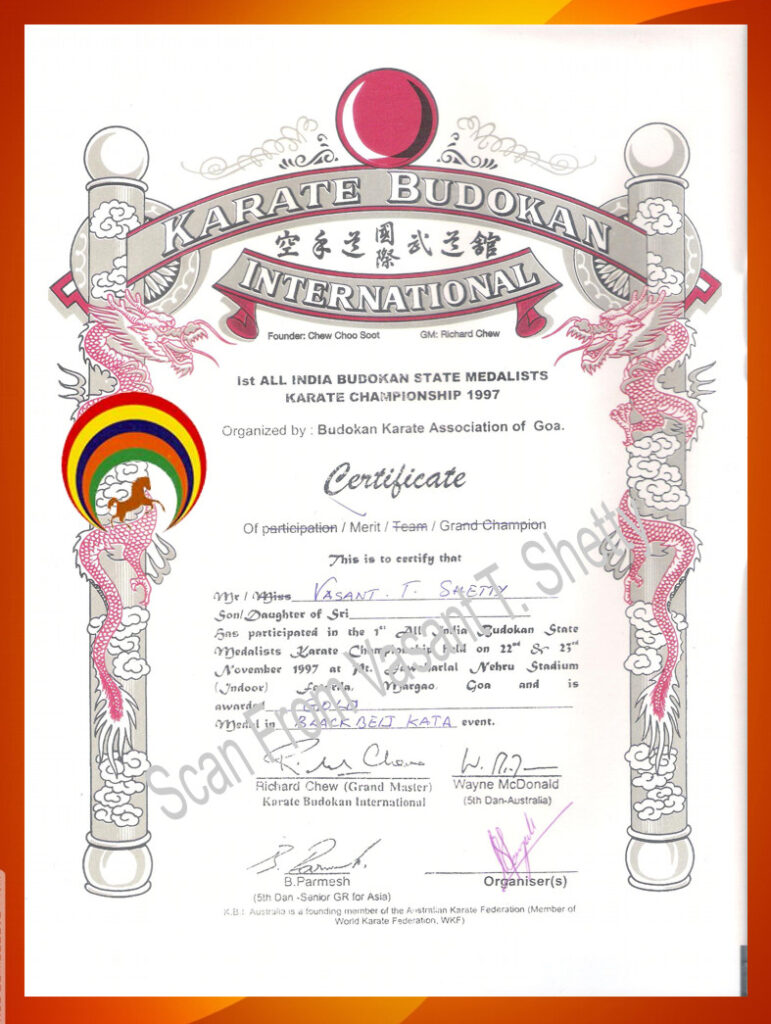 KARATE BUDOKAN
空手道國際武道館
INTERNATIONAL
Founder: Chew Choo Soot GM: Richard Chew
1st ALL INDIA BUDOKAN STATE MEDALISTS
KARATE CHAMPIONSHIP 1997
Organized by : Budokan Karate Association of Goa.
Certificate
Of participation / Merit / Team / Grand Champion
This is to certify that
Mr / Miss VASANT. T. SHETTY
Son/Daughter of Sri
Has participated in the 1st All India Budokan State
Medalists Karate Championship held on 22nd & 23rd
November 1997 at Pt. Jawaharlal Nehru Stadium
(Indoor) Margao, Goa and is
awarded GOLD
Medal in BLACK BELT KATA event.
Richard Chew (Grand Master)
Karate Budokan International
Wayne McDonald
(5th Dan-Australia)
B. Parmesh.
B.Parmesh
(5th Dan -Senior GR for Asia)
Organiser(s)
K.B.I. Australia is a founding member of the Australian Karate Federation (Member of
World Karate Federation, WKF)
Scan From Vasant T. Shetty